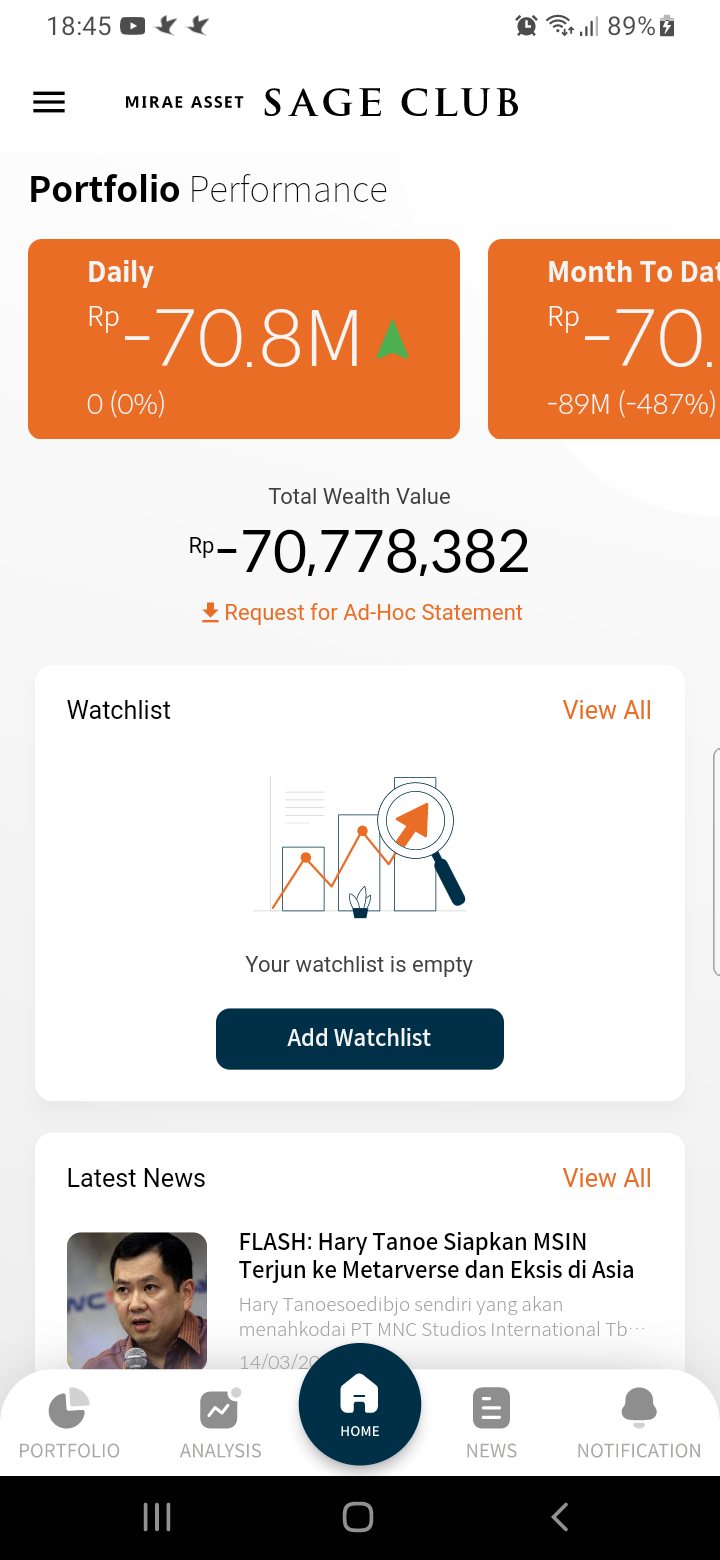 18:45
89%
MIRAE ASSET SAGE CLUB
Portfolio Performance
Daily
Rp -70.8M
0 (0%)
Month To Dat
Rp -70.
-89M (-487%)
Total Wealth Value
Rp -70,778,382
Request for Ad-Hoc Statement
Watchlist
View All
Your watchlist is empty
Add Watchlist
Latest News
View All
FLASH: Hary Tanoe Siapkan MSIN
Terjun ke Metarverse dan Eksis di Asia
Hary Tanoesoedibjo sendiri yang akan
menahkodai PT MNC Studios International Tb...
14/03/20
PORTFOLIO
ANALYSIS
HOME
NEWS
NOTIFICATION